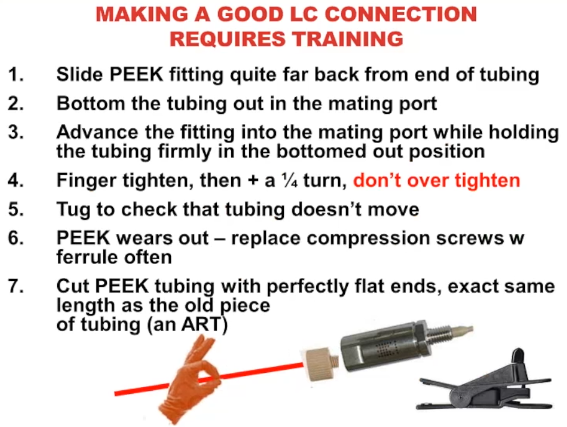 MAKING A GOOD LC CONNECTION
REQUIRES TRAINING
1. Slide PEEK fitting quite far back from end of tubing
2. Bottom the tubing out in the mating port
3. Advance the fitting into the mating port while holding
the tubing firmly in the bottomed out position
4. Finger tighten, then + a ¼ turn, don't over tighten
5. Tug to check that tubing doesn't move
6. PEEK wears out – replace compression screws w
ferrule often
7. Cut PEEK tubing with perfectly flat ends, exact same
length as the old piece
of tubing (an ART)